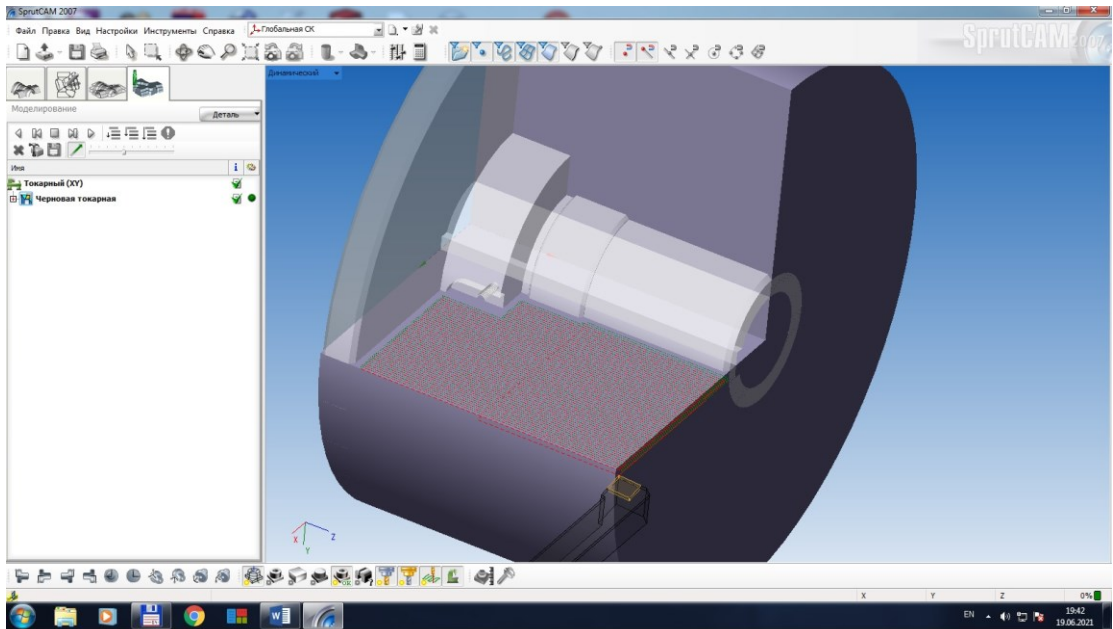 SprutCAM 2007
Файл Правка Вид Настройки Инструменты Справка
Глобальная СК
SprutCAM 2007
Динамический
Моделирование
Деталь
Имя
Токарный (XY)
Черновая токарная
X
Y
Z
X Y Z 0%
EN
19:42
19.06.2021